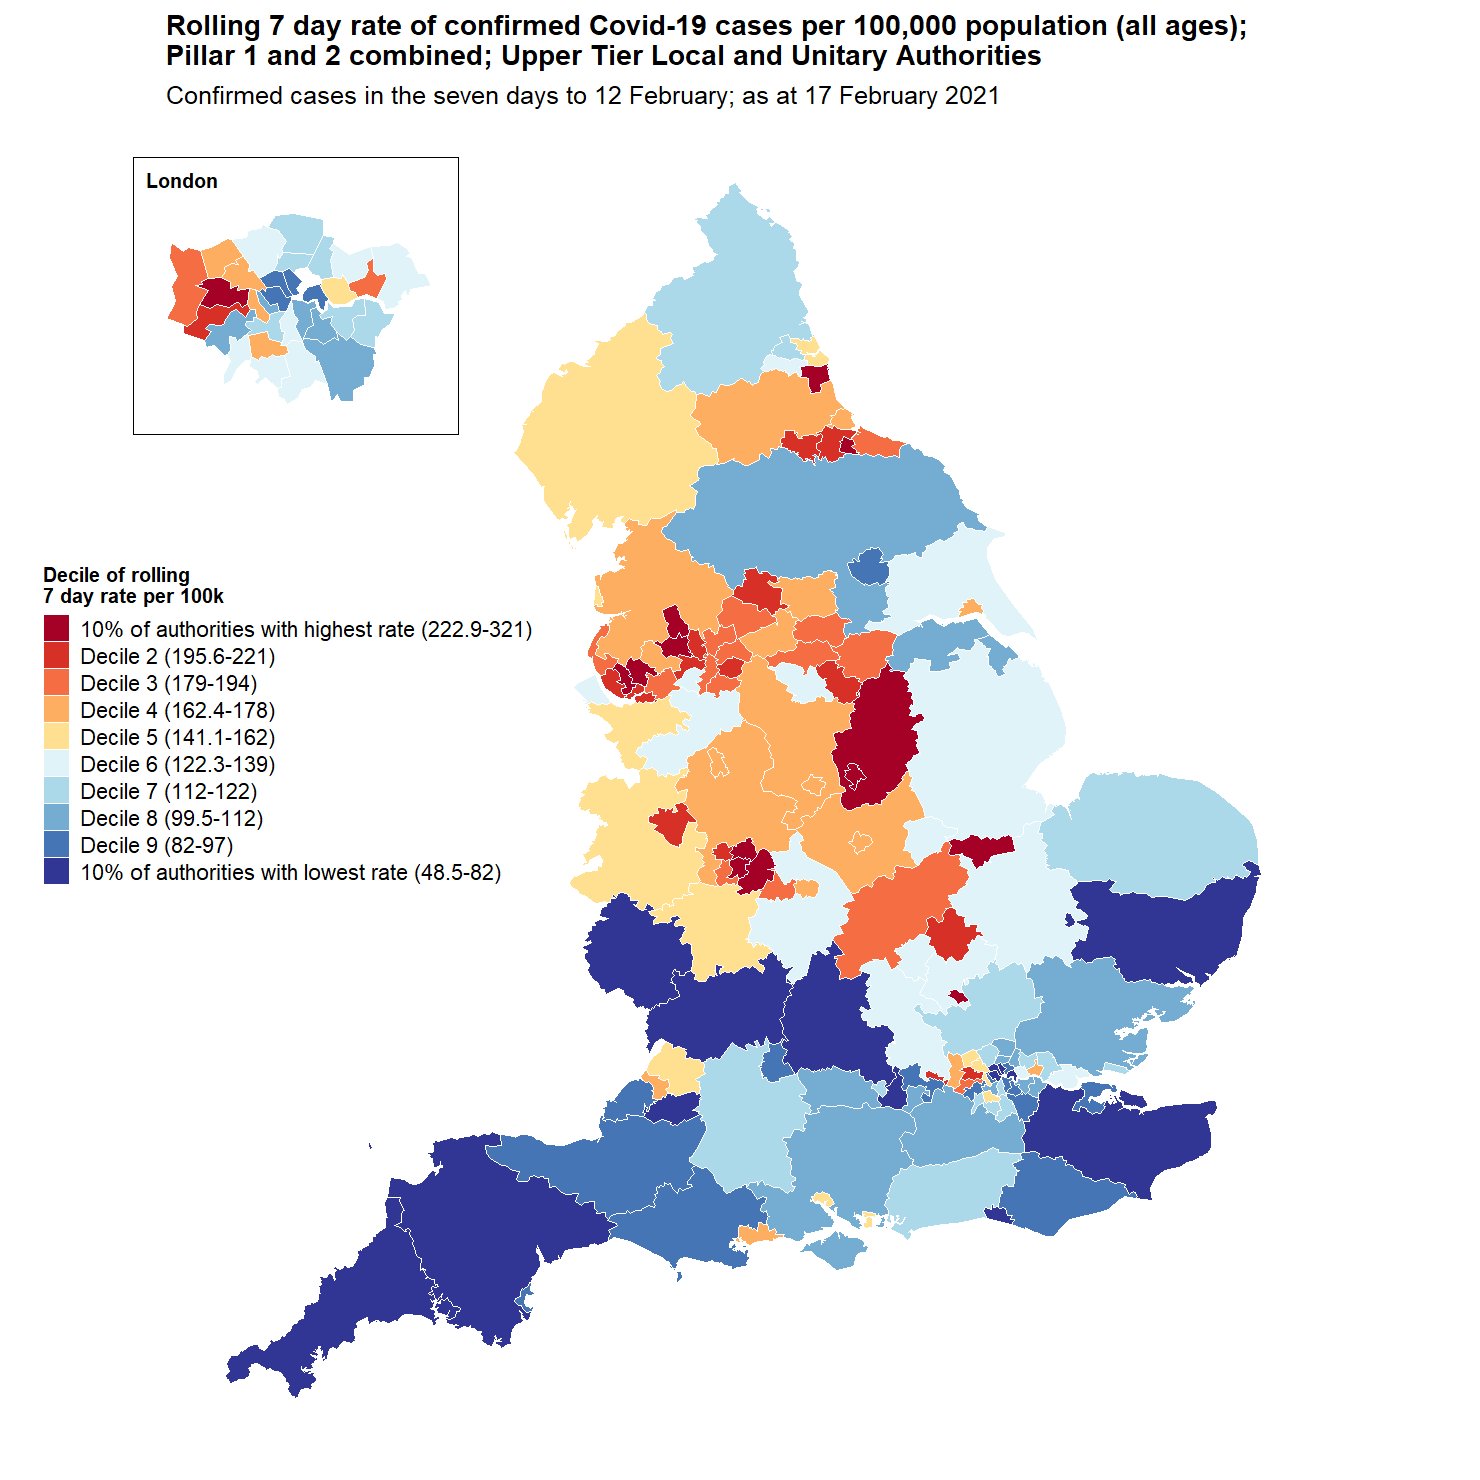 Rolling 7 day rate of confirmed Covid-19 cases per 100,000 population (all ages);
Pillar 1 and 2 combined; Upper Tier Local and Unitary Authorities
Confirmed cases in the seven days to 12 February; as at 17 February 2021
London
Decile of rolling
7 day rate per 100k
10% of authorities with highest rate (222.9-321)
Decile 2 (195.6-221)
Decile 3 (179-194)
Decile 4 (162.4-178)
Decile 5 (141.1-162)
Decile 6 (122.3-139)
Decile 7 (112-122)
Decile 8 (99.5-112)
Decile 9 (82-97)
10% of authorities with lowest rate (48.5-82)